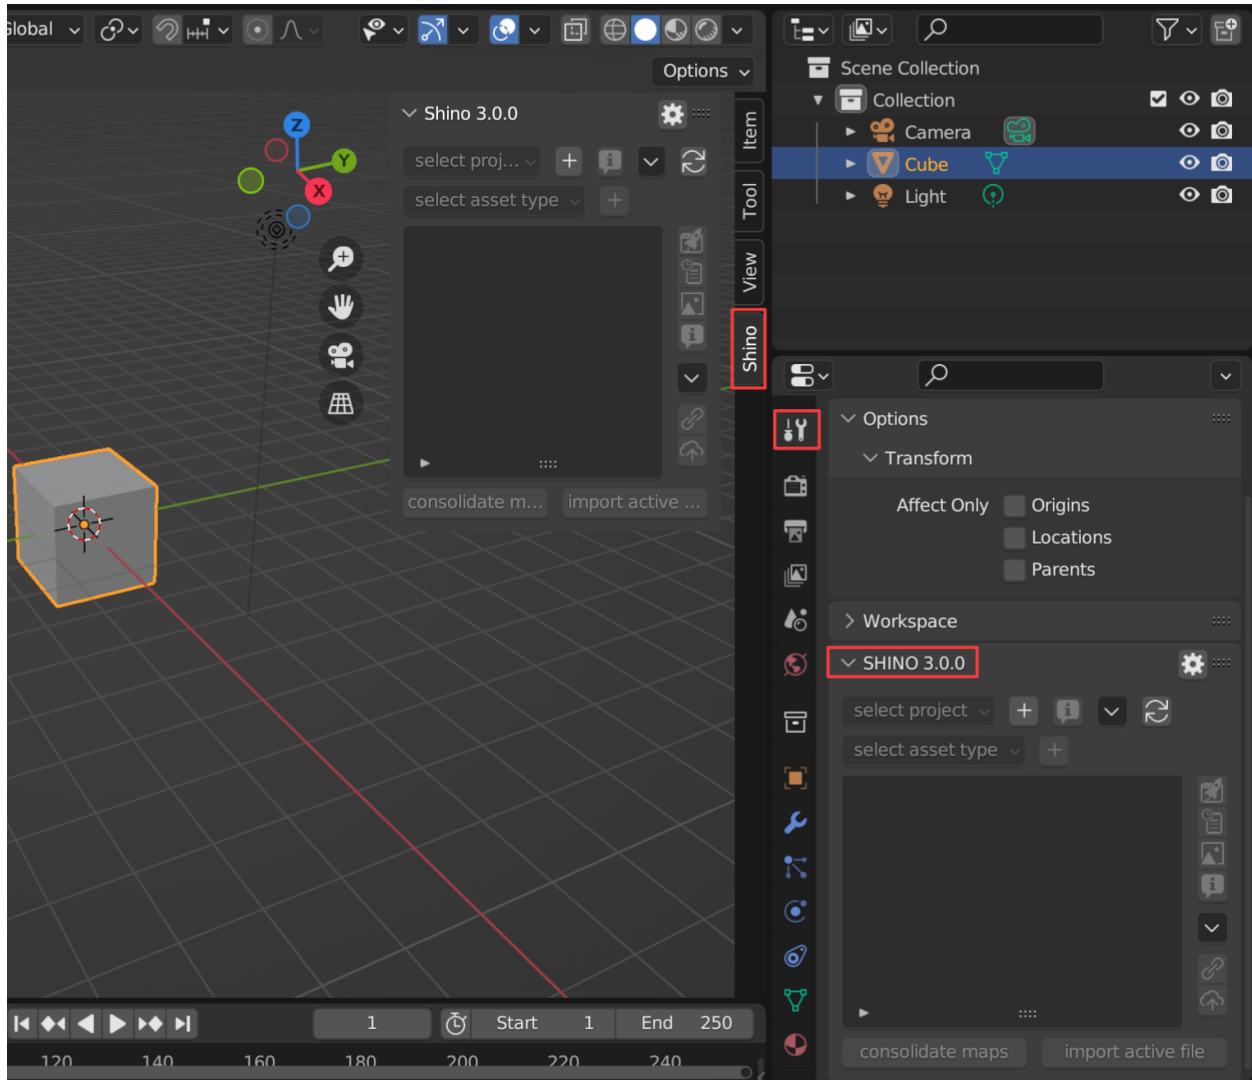 Global
Options
Shino 3.0.0
select proj...
select asset type
consolidate m...
import active ...
Item
Tool
View
Shino
Z
Y
X
Scene Collection
Collection
Camera
Cube
Light
Options
Transform
Affect Only
Origins
Locations
Parents
Workspace
SHINO 3.0.0
select project
select asset type
consolidate maps
import active file
1
Start 1
End 250
120 140 160 180 200 220 240